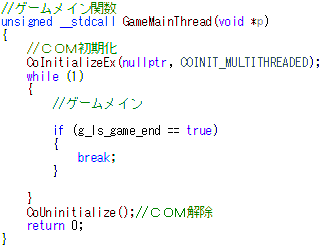 //ゲームメイン関数
unsigned __stdcall GameMainThread(void *p)
{
//ＣＯＭ初期化
CoInitializeEx(nullptr, COINIT_MULTITHREADED);
while (1)
{
//ゲームメイン
if (g_ls_game_end == true)
{
break;
}
}
CoUninitialize();//ＣＯＭ解除
return 0;
}